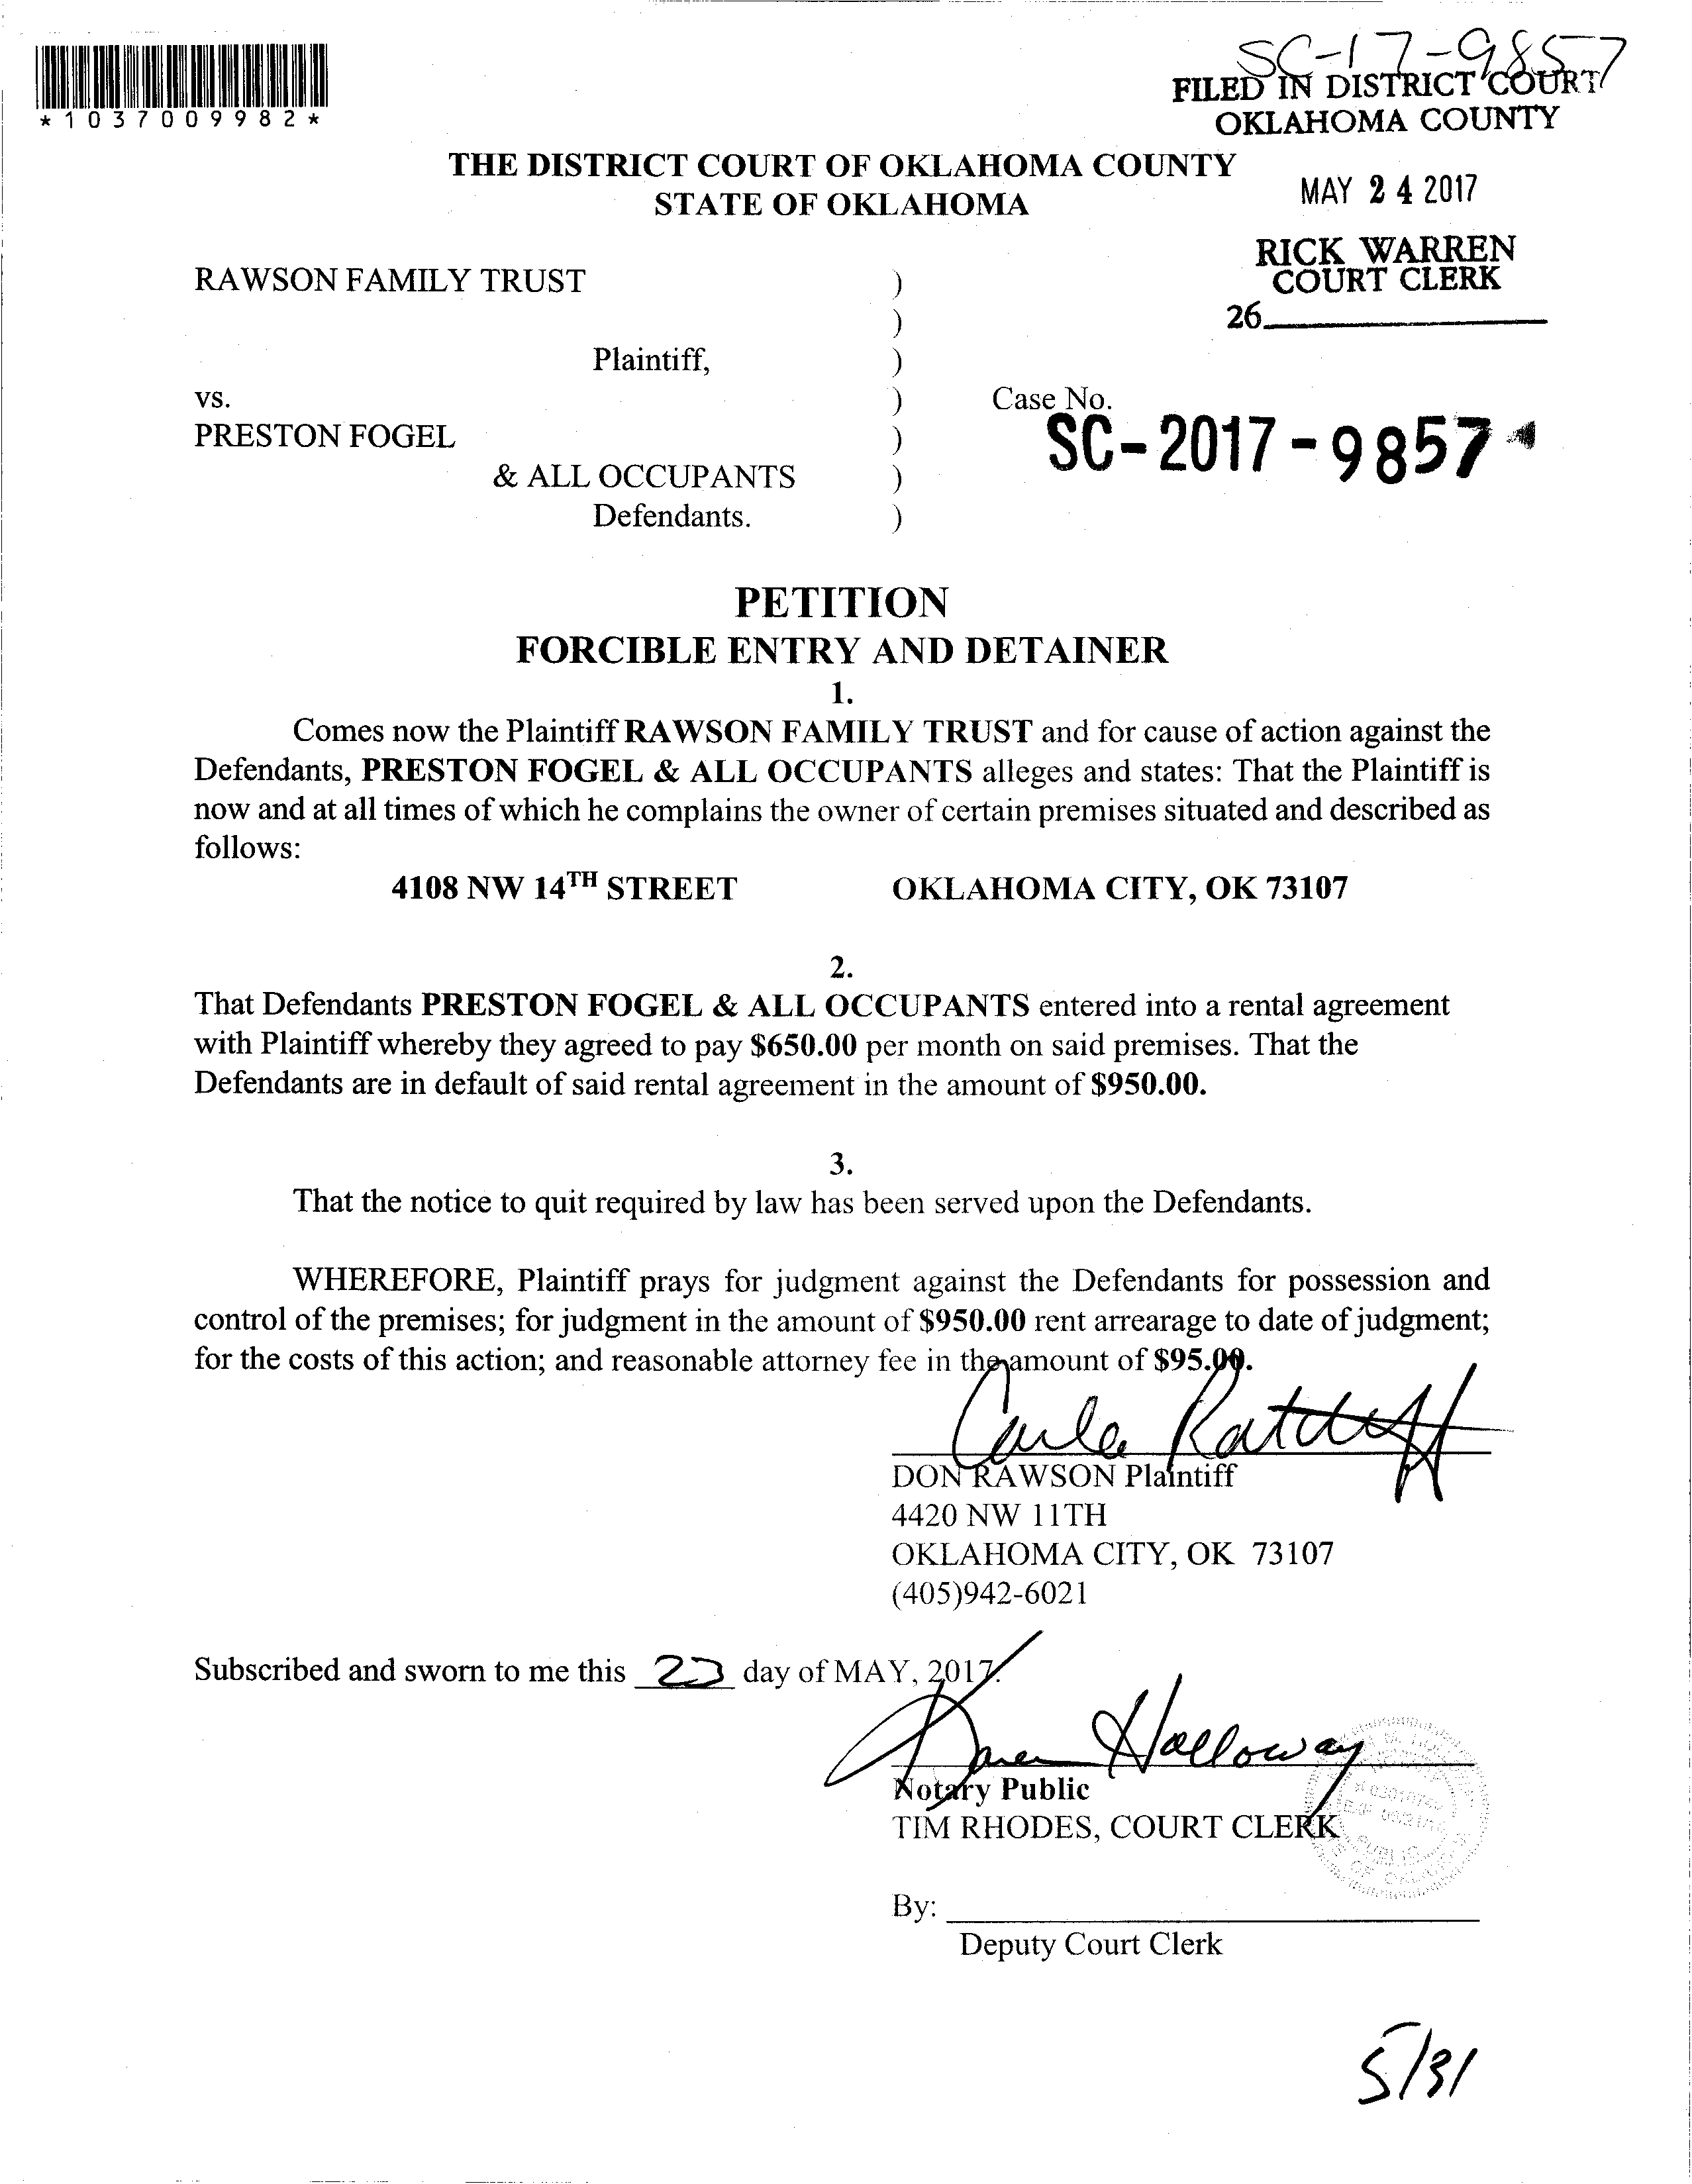 SC-17-9857
FILED IN DISTRICT COURT
OKLAHOMA COUNTY
*1037009982*
THE DISTRICT COURT OF OKLAHOMA COUNTY
STATE OF OKLAHOMA
MAY 24 2017
RICK WARREN
COURT CLERK
26
RAWSON FAMILY TRUST )
)
Plaintiff, )
vs. ) Case No.
PRESTON FOGEL ) SC-2017-9857
& ALL OCCUPANTS )
Defendants. )
PETITION
FORCIBLE ENTRY AND DETAINER
1.
Comes now the Plaintiff RAWSON FAMILY TRUST and for cause of action against the
Defendants, PRESTON FOGEL & ALL OCCUPANTS alleges and states: That the Plaintiff is
now and at all times of which he complains the owner of certain premises situated and described as
follows:
4108 NW 14TH STREET OKLAHOMA CITY, OK 73107
2.
That Defendants PRESTON FOGEL & ALL OCCUPANTS entered into a rental agreement
with Plaintiff whereby they agreed to pay $650.00 per month on said premises. That the
Defendants are in default of said rental agreement in the amount of $950.00.
3.
That the notice to quit required by law has been served upon the Defendants.
WHEREFORE, Plaintiff prays for judgment against the Defendants for possession and
control of the premises; for judgment in the amount of $950.00 rent arrearage to date of judgment;
for the costs of this action; and reasonable attorney fee in the amount of $95.00.
Carla Ratcliff
DON RAWSON Plaintiff
4420 NW 11TH
OKLAHOMA CITY, OK 73107
(405)942-6021
Subscribed and sworn to me this 23 day of MAY, 2017.
Karen Holloway
Notary Public
TIM RHODES, COURT CLERK
By:
Deputy Court Clerk
5/31